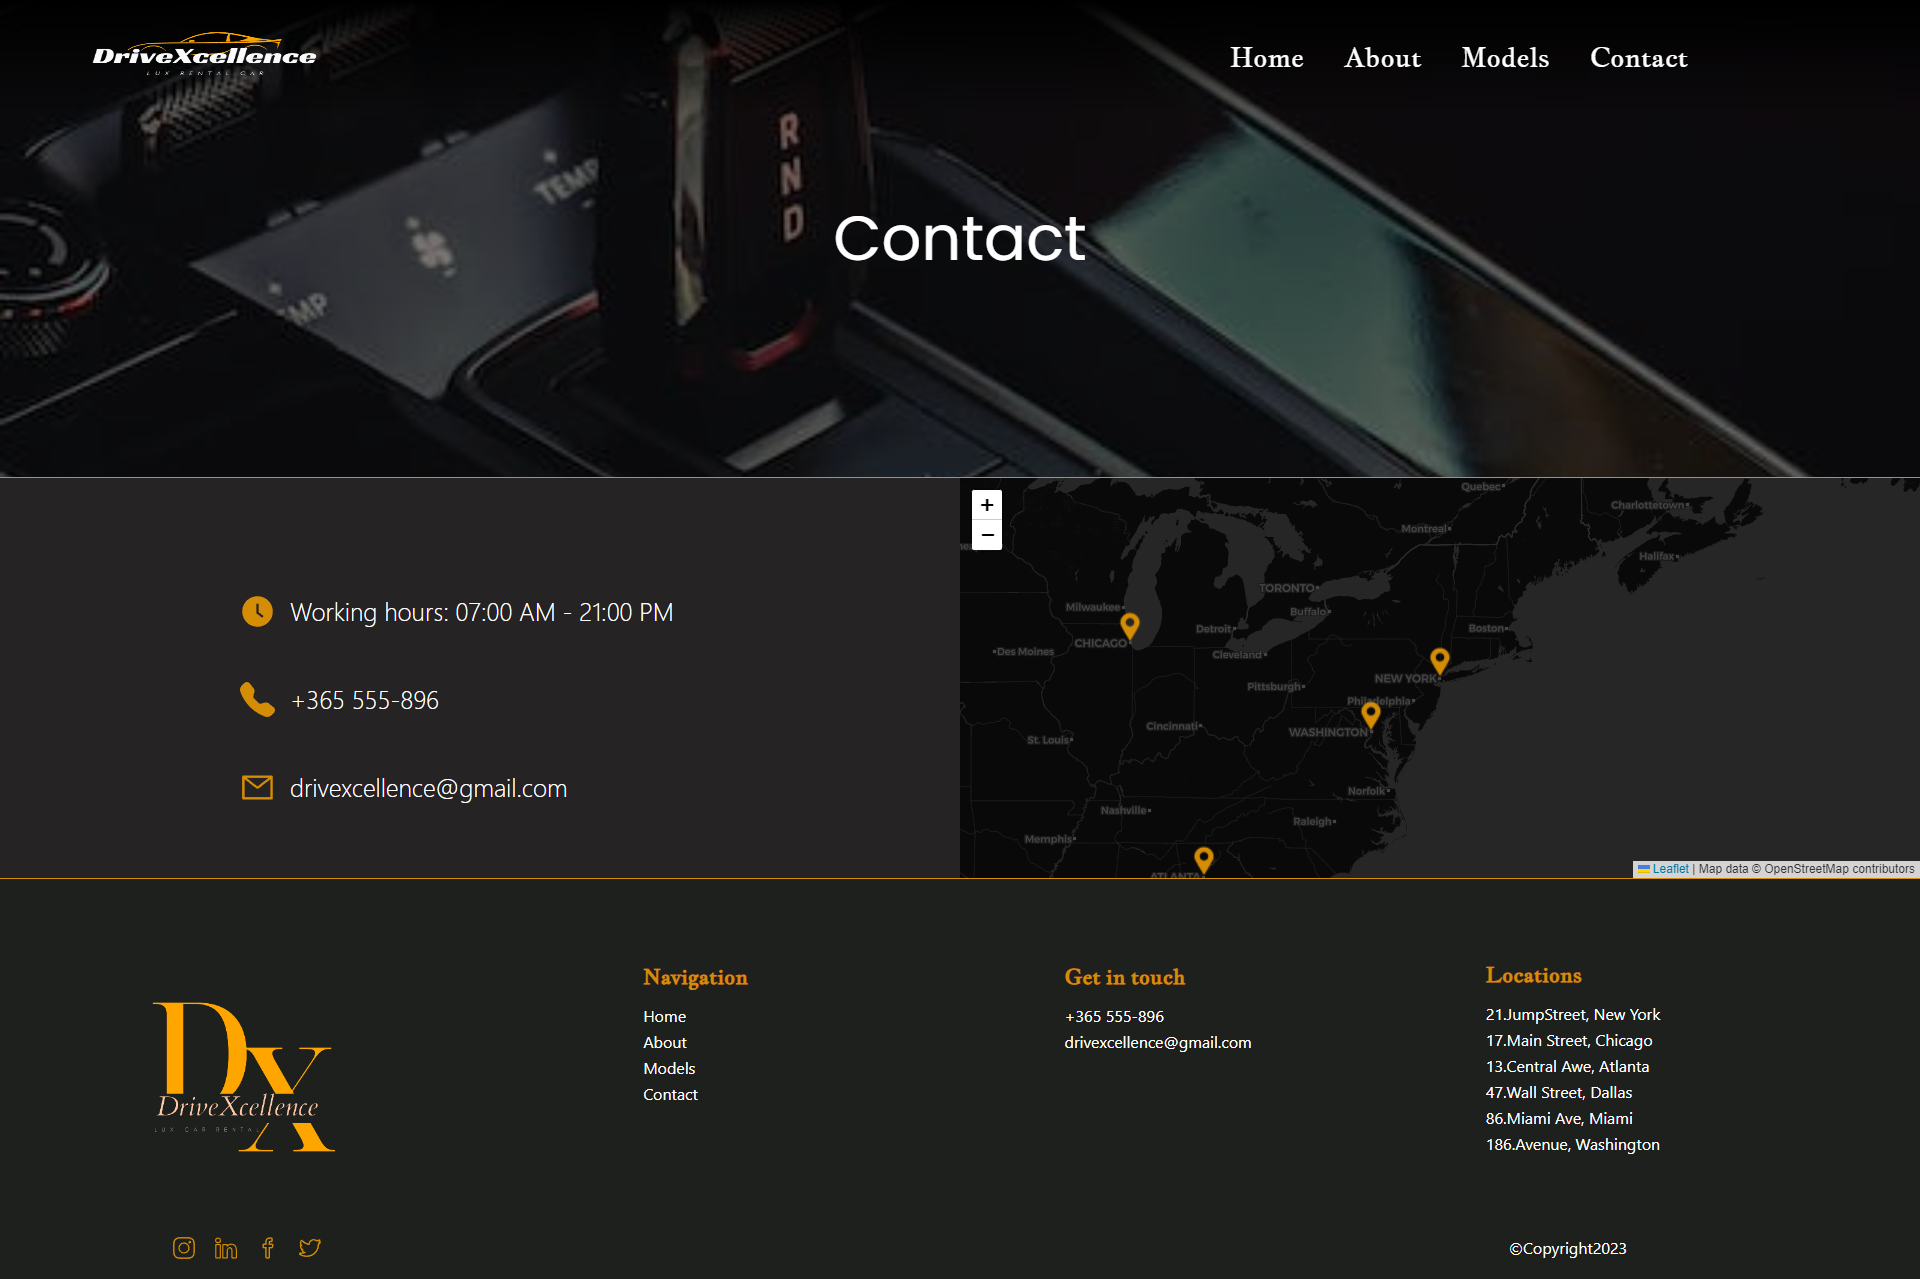 DriveXcellence
LUX RENTAL CAR
Home
About
Models
Contact
R
N
D
TEMP
Contact
Working hours: 07:00 AM - 21:00 PM
+365 555-896
drivexcellence@gmail.com
+
−
Quebec
Charlottetown
Montreal
Halifax
TORONTO
Milwaukee
Buffalo
CHICAGO
Detroit
Boston
Des Moines
Cleveland
NEW YORK
Pittsburgh
Philadelphia
Cincinnati
WASHINGTON
St. Louis
Norfolk
Nashville
Raleigh
Memphis
ATLANTA
Leaflet | Map data © OpenStreetMap contributors
DX
DriveXcellence
LUX CAR RENTAL
Navigation
Home
About
Models
Contact
Get in touch
+365 555-896
drivexcellence@gmail.com
Locations
21.JumpStreet, New York
17.Main Street, Chicago
13.Central Awe, Atlanta
47.Wall Street, Dallas
86.Miami Ave, Miami
186.Avenue, Washington
©Copyright2023